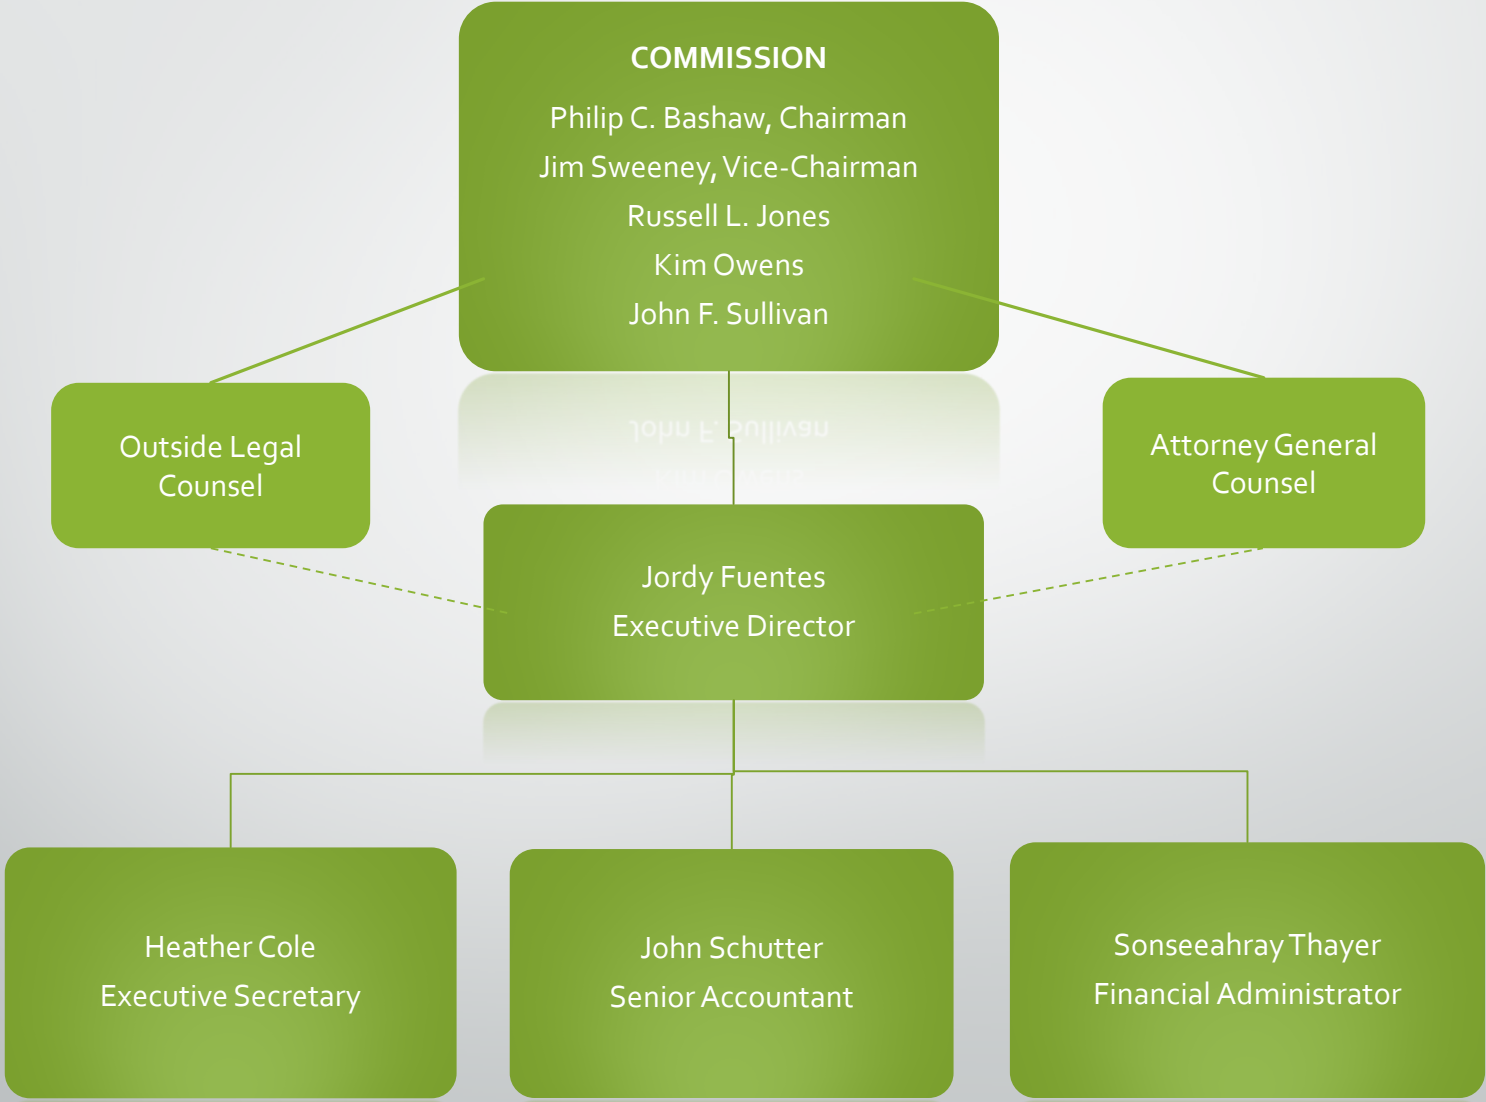 COMMISSION
Philip C. Bashaw, Chairman
Jim Sweeney, Vice-Chairman
Russell L. Jones
Kim Owens
John F. Sullivan
Outside Legal
Counsel
Attorney General
Counsel
Jordy Fuentes
Executive Director
Heather Cole
Executive Secretary
John Schutter
Senior Accountant
Sonseeahray Thayer
Financial Administrator